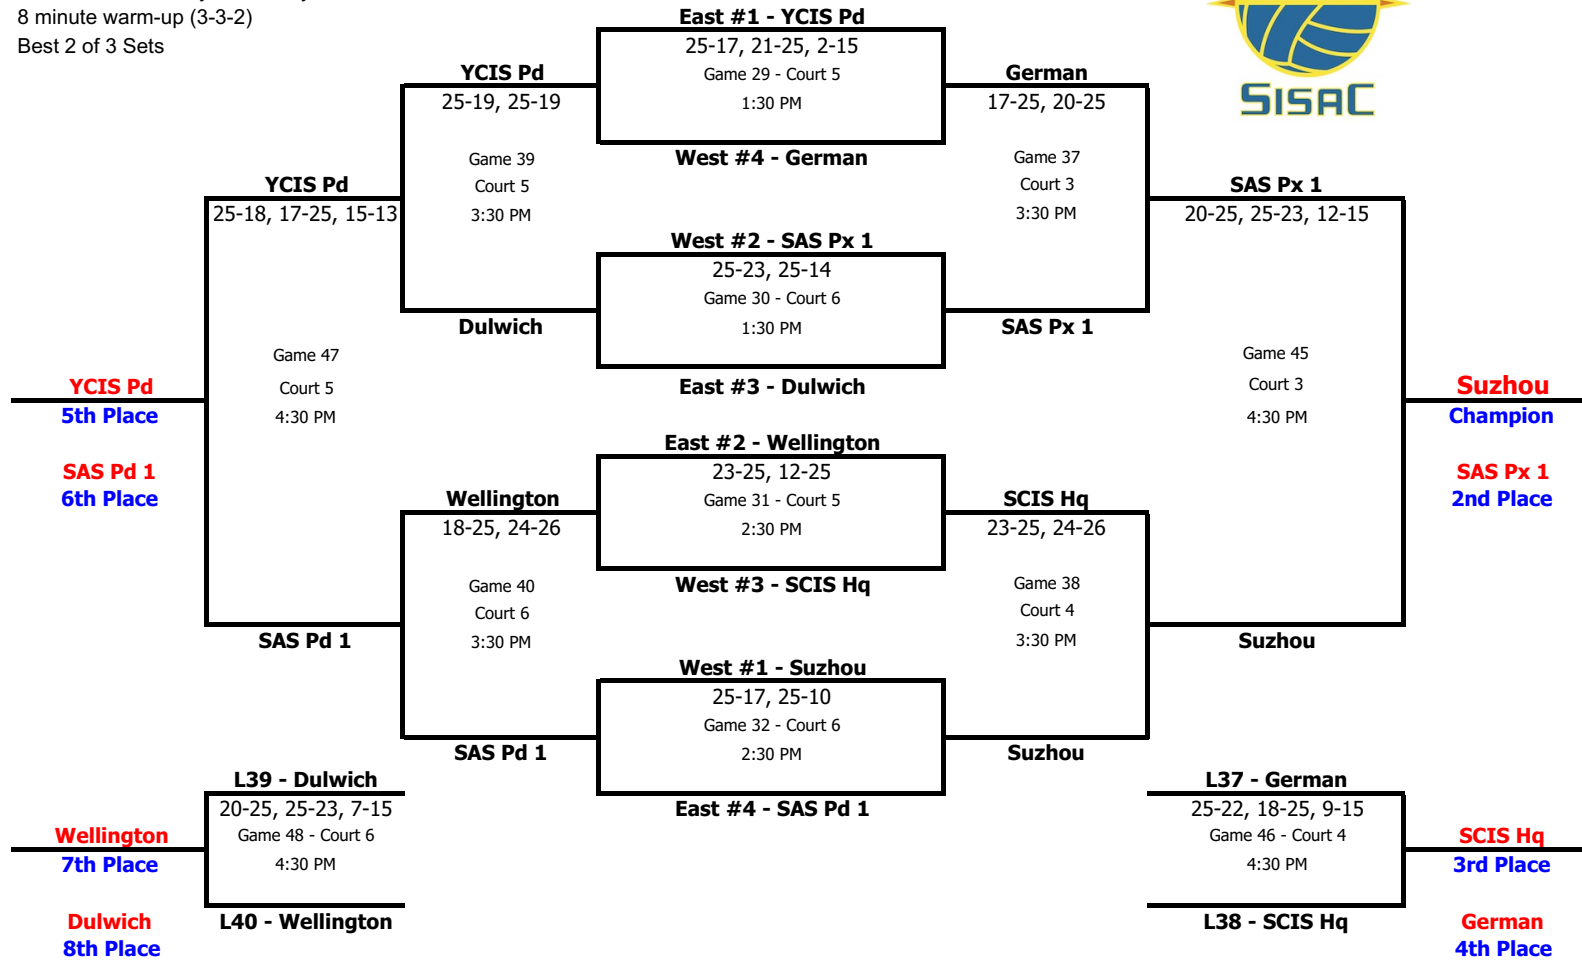 8 minute warm-up (3-3-2)
Best 2 of 3 Sets
SISAC
East #1 - YCIS Pd
25-17, 21-25, 2-15
Game 29 - Court 5
1:30 PM
West #4 - German
YCIS Pd
25-19, 25-19
Game 39
Court 5
3:30 PM
Dulwich
German
17-25, 20-25
Game 37
Court 3
3:30 PM
SAS Px 1
West #2 - SAS Px 1
25-23, 25-14
Game 30 - Court 6
1:30 PM
East #3 - Dulwich
YCIS Pd
25-18, 17-25, 15-13
Game 47
Court 5
4:30 PM
SAS Pd 1
SAS Px 1
20-25, 25-23, 12-15
Game 45
Court 3
4:30 PM
Suzhou
YCIS Pd
5th Place
SAS Pd 1
6th Place
Suzhou
Champion
SAS Px 1
2nd Place
East #2 - Wellington
23-25, 12-25
Game 31 - Court 5
2:30 PM
West #3 - SCIS Hq
Wellington
18-25, 24-26
Game 40
Court 6
3:30 PM
SAS Pd 1
SCIS Hq
23-25, 24-26
Game 38
Court 4
3:30 PM
Suzhou
West #1 - Suzhou
25-17, 25-10
Game 32 - Court 6
2:30 PM
East #4 - SAS Pd 1
L39 - Dulwich
20-25, 25-23, 7-15
Game 48 - Court 6
4:30 PM
L40 - Wellington
Wellington
7th Place
Dulwich
8th Place
L37 - German
25-22, 18-25, 9-15
Game 46 - Court 4
4:30 PM
L38 - SCIS Hq
SCIS Hq
3rd Place
German
4th Place